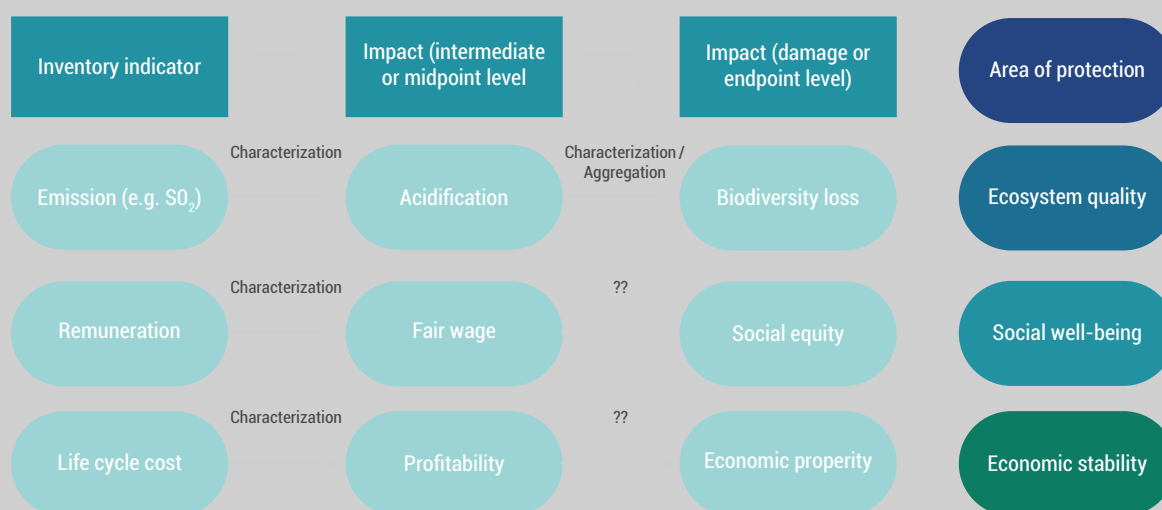 Inventory indicator
Impact (intermediate
or midpoint level
Impact (damage or
endpoint level)
Area of protection
Characterization
Characterization /
Aggregation
Emission (e.g. SO₂)
Acidification
Biodiversity loss
Ecosystem quality
Characterization
??
Remuneration
Fair wage
Social equity
Social well-being
Characterization
??
Life cycle cost
Profitability
Economic properity
Economic stability